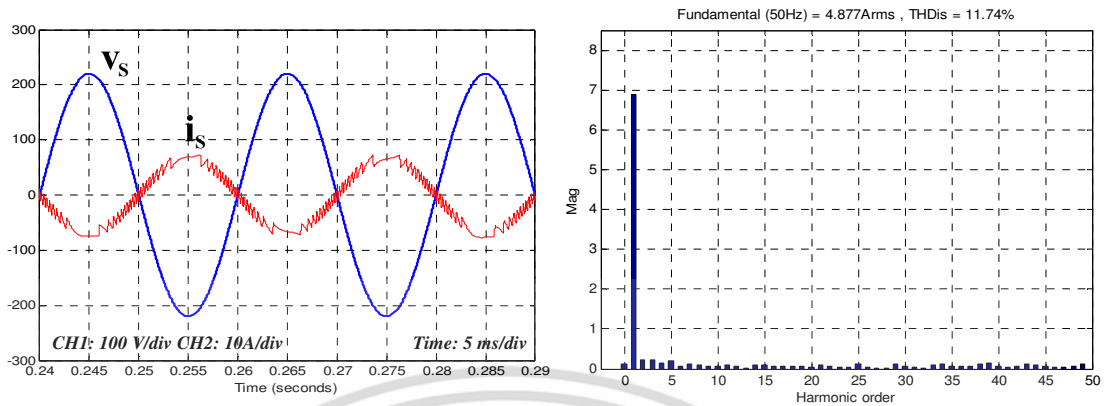 Fundamental (50Hz) = 4.877Arms , THDis = 11.74%
300
200
100
0
-100
-200
-300
v_S
i_S
CH1: 100 V/div CH2: 10A/div
Time: 5 ms/div
0.24 0.245 0.25 0.255 0.26 0.265 0.27 0.275 0.28 0.285 0.29
Time (seconds)
8
7
6
5
4
3
2
1
0
Mag
0 5 10 15 20 25 30 35 40 45 50
Harmonic order